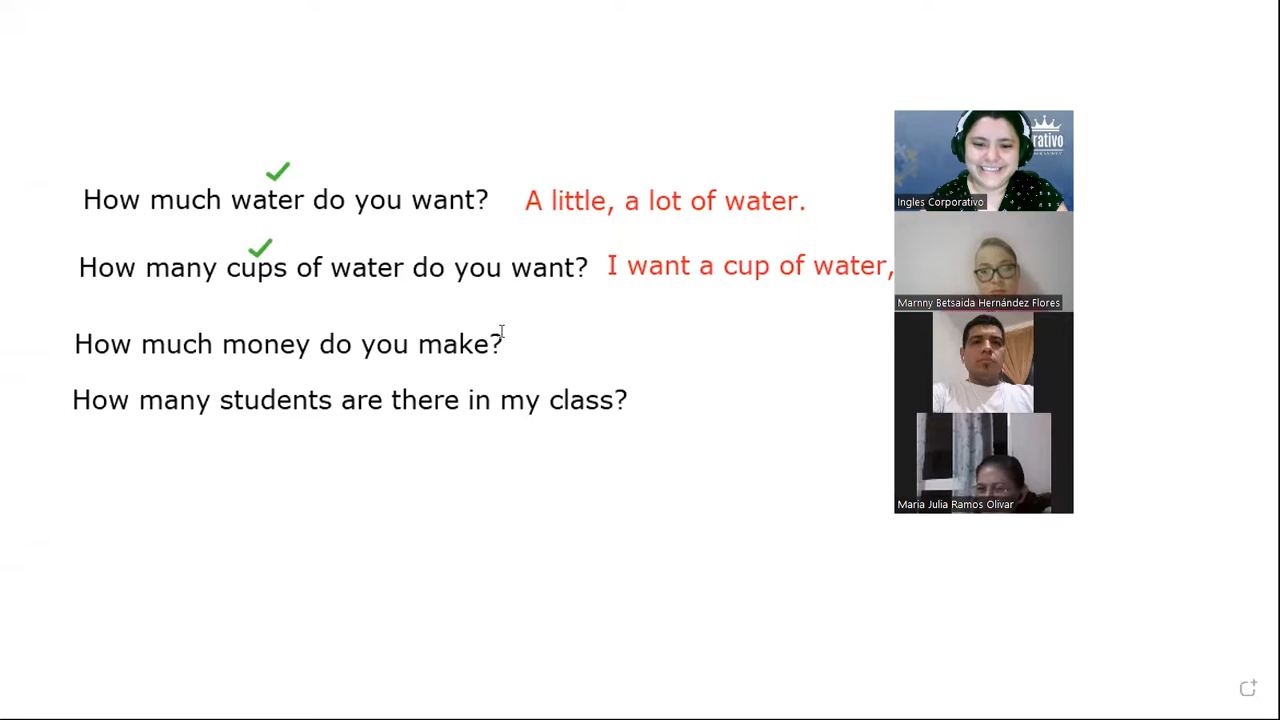 How much water do you want? A little, a lot of water.
How many cups of water do you want? I want a cup of water,
How much money do you make?
How many students are there in my class?
rativo
Ingles Corporativo
Marnny Betsaida Hernández Flores
Maria Julia Ramos Olivar